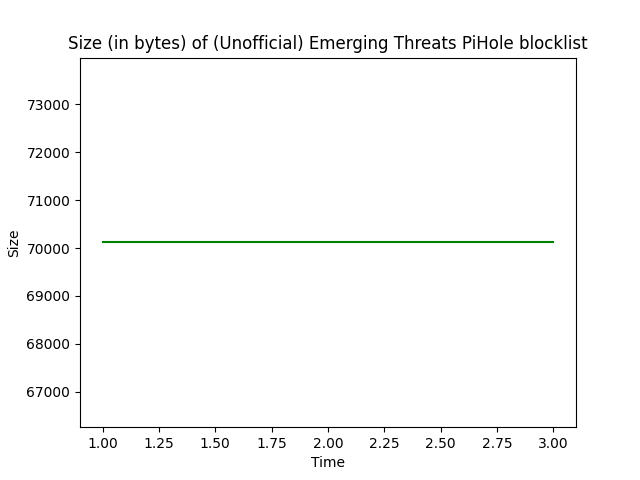 Size (in bytes) of (Unofficial) Emerging Threats PiHole blocklist
73000
72000
71000
70000
69000
68000
67000
Size
1.00 1.25 1.50 1.75 2.00 2.25 2.50 2.75 3.00
Time